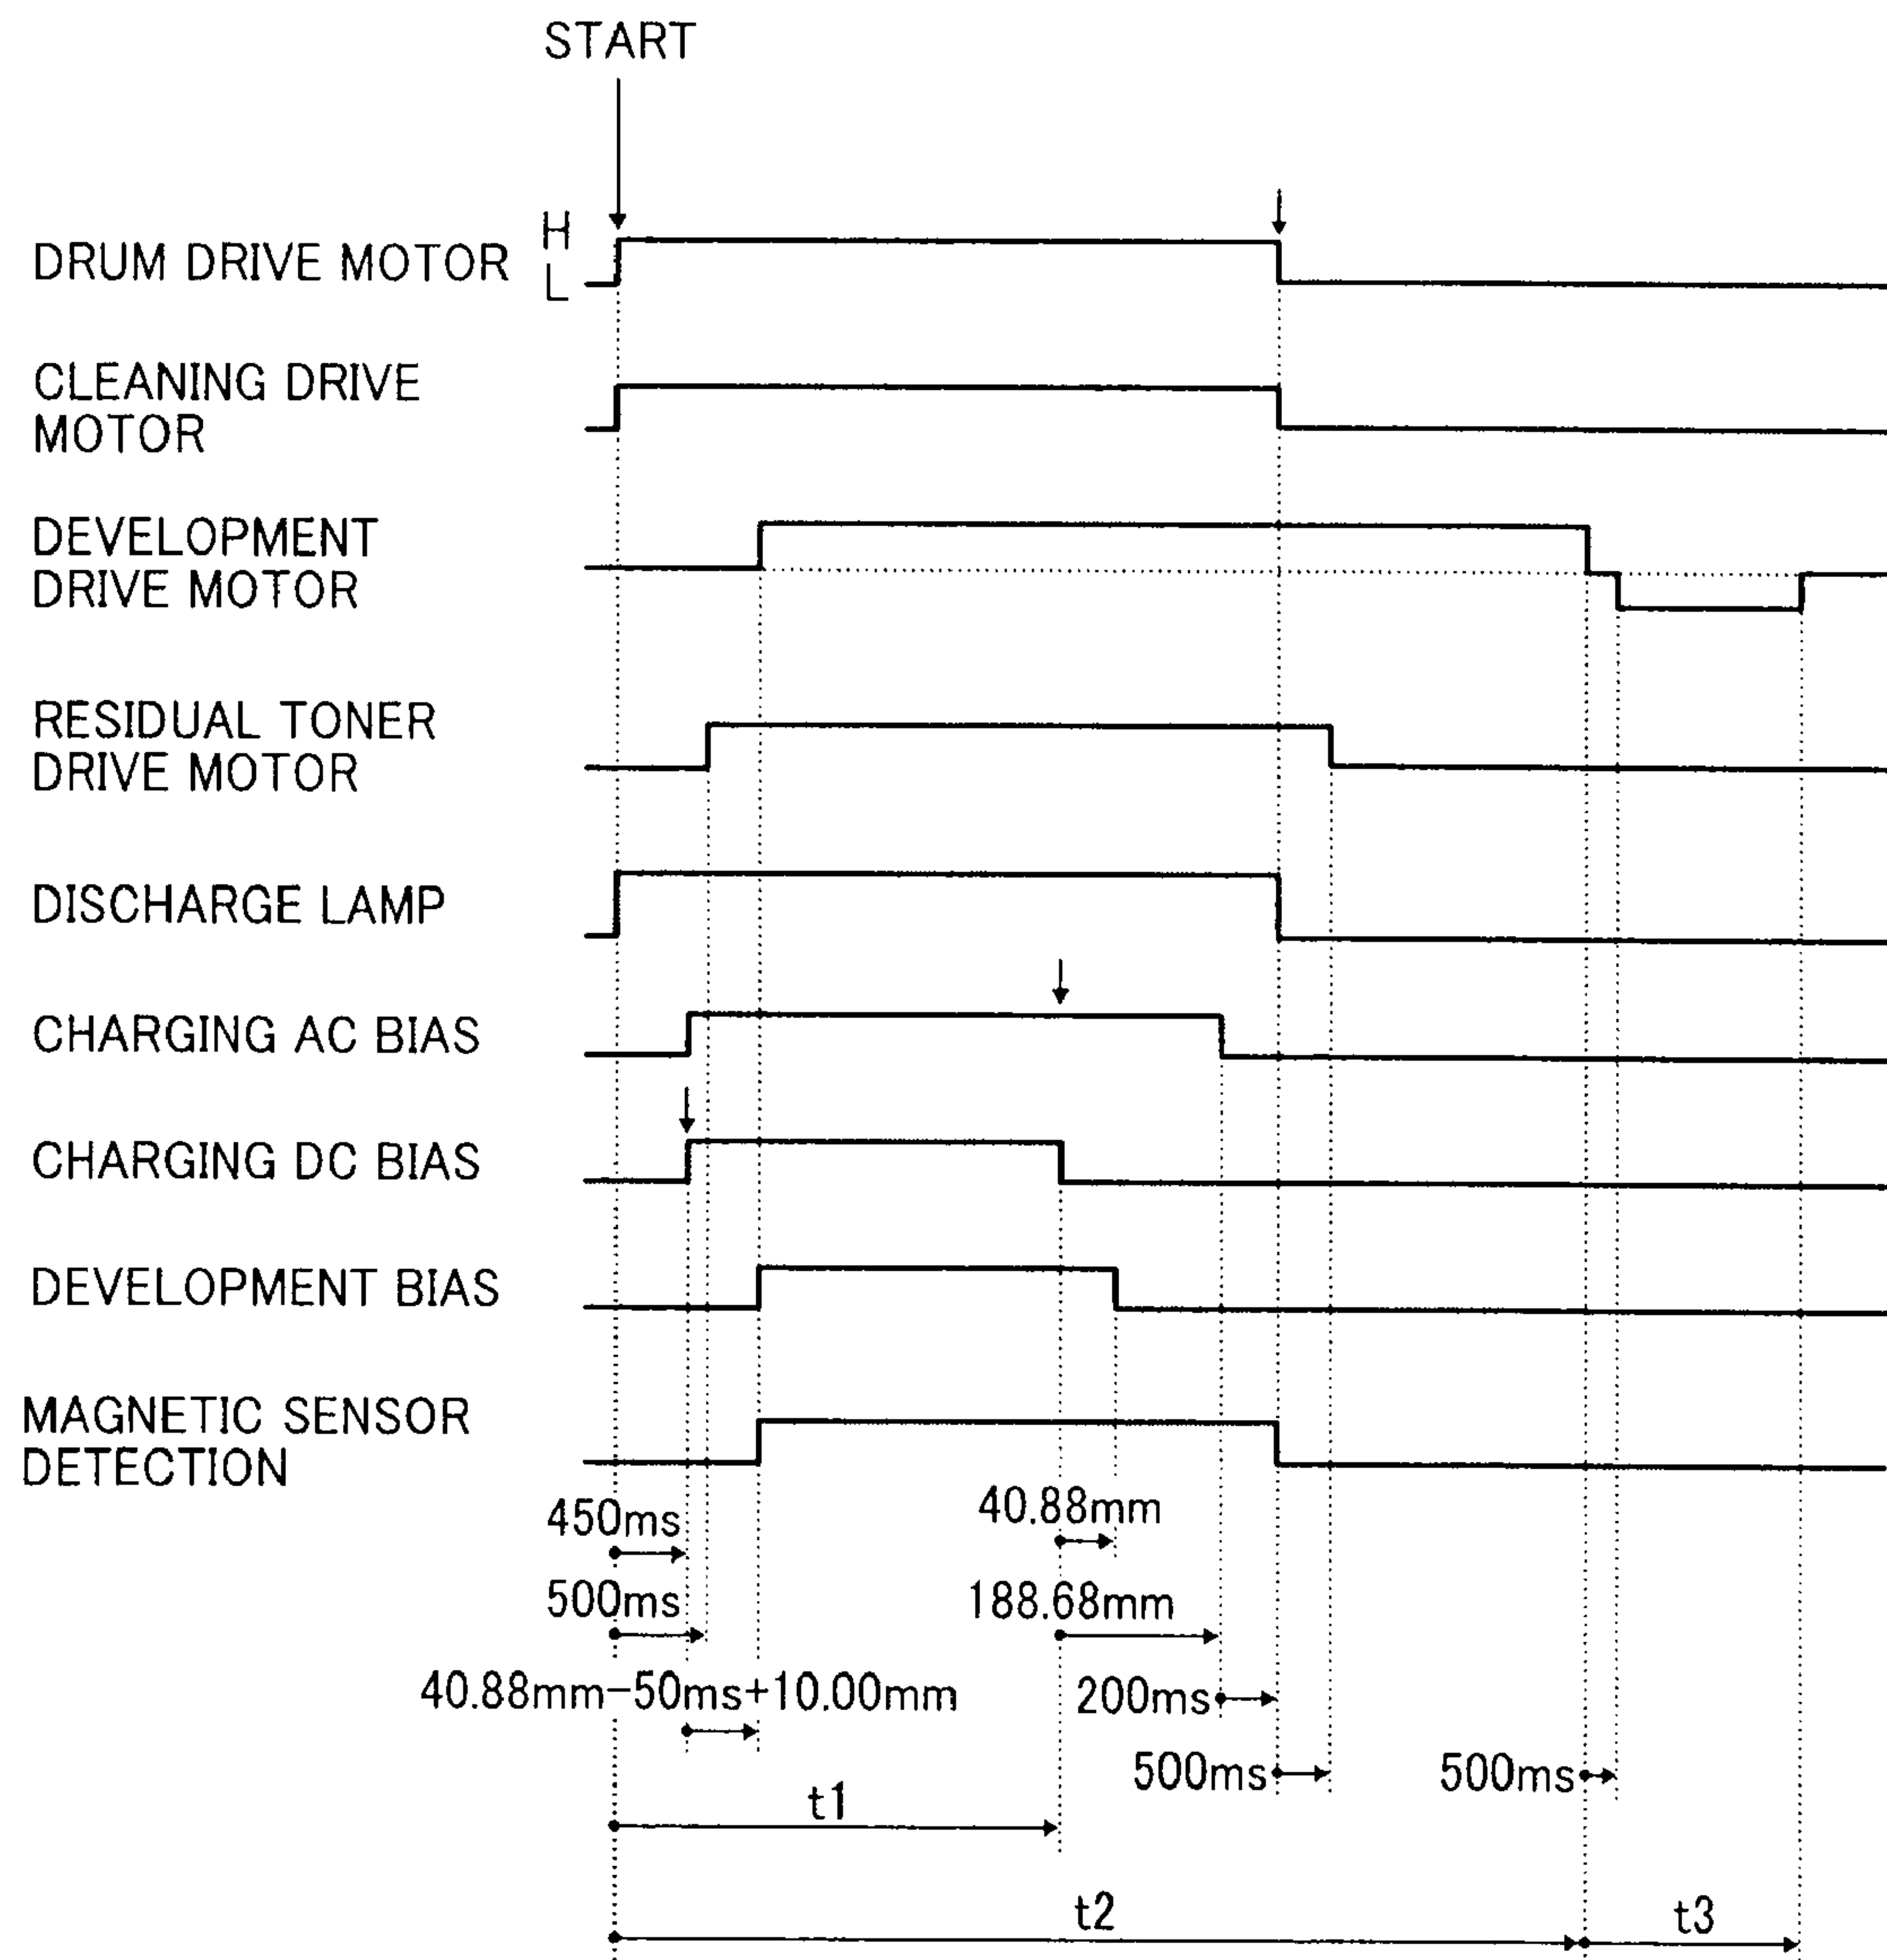 START
H
L
DRUM DRIVE MOTOR
CLEANING DRIVE
MOTOR
DEVELOPMENT
DRIVE MOTOR
RESIDUAL TONER
DRIVE MOTOR
DISCHARGE LAMP
CHARGING AC BIAS
CHARGING DC BIAS
DEVELOPMENT BIAS
MAGNETIC SENSOR
DETECTION
450ms
40.88mm
500ms
188.68mm
40.88mm-50ms+10.00mm
200ms
500ms
500ms
t1
t2
t3